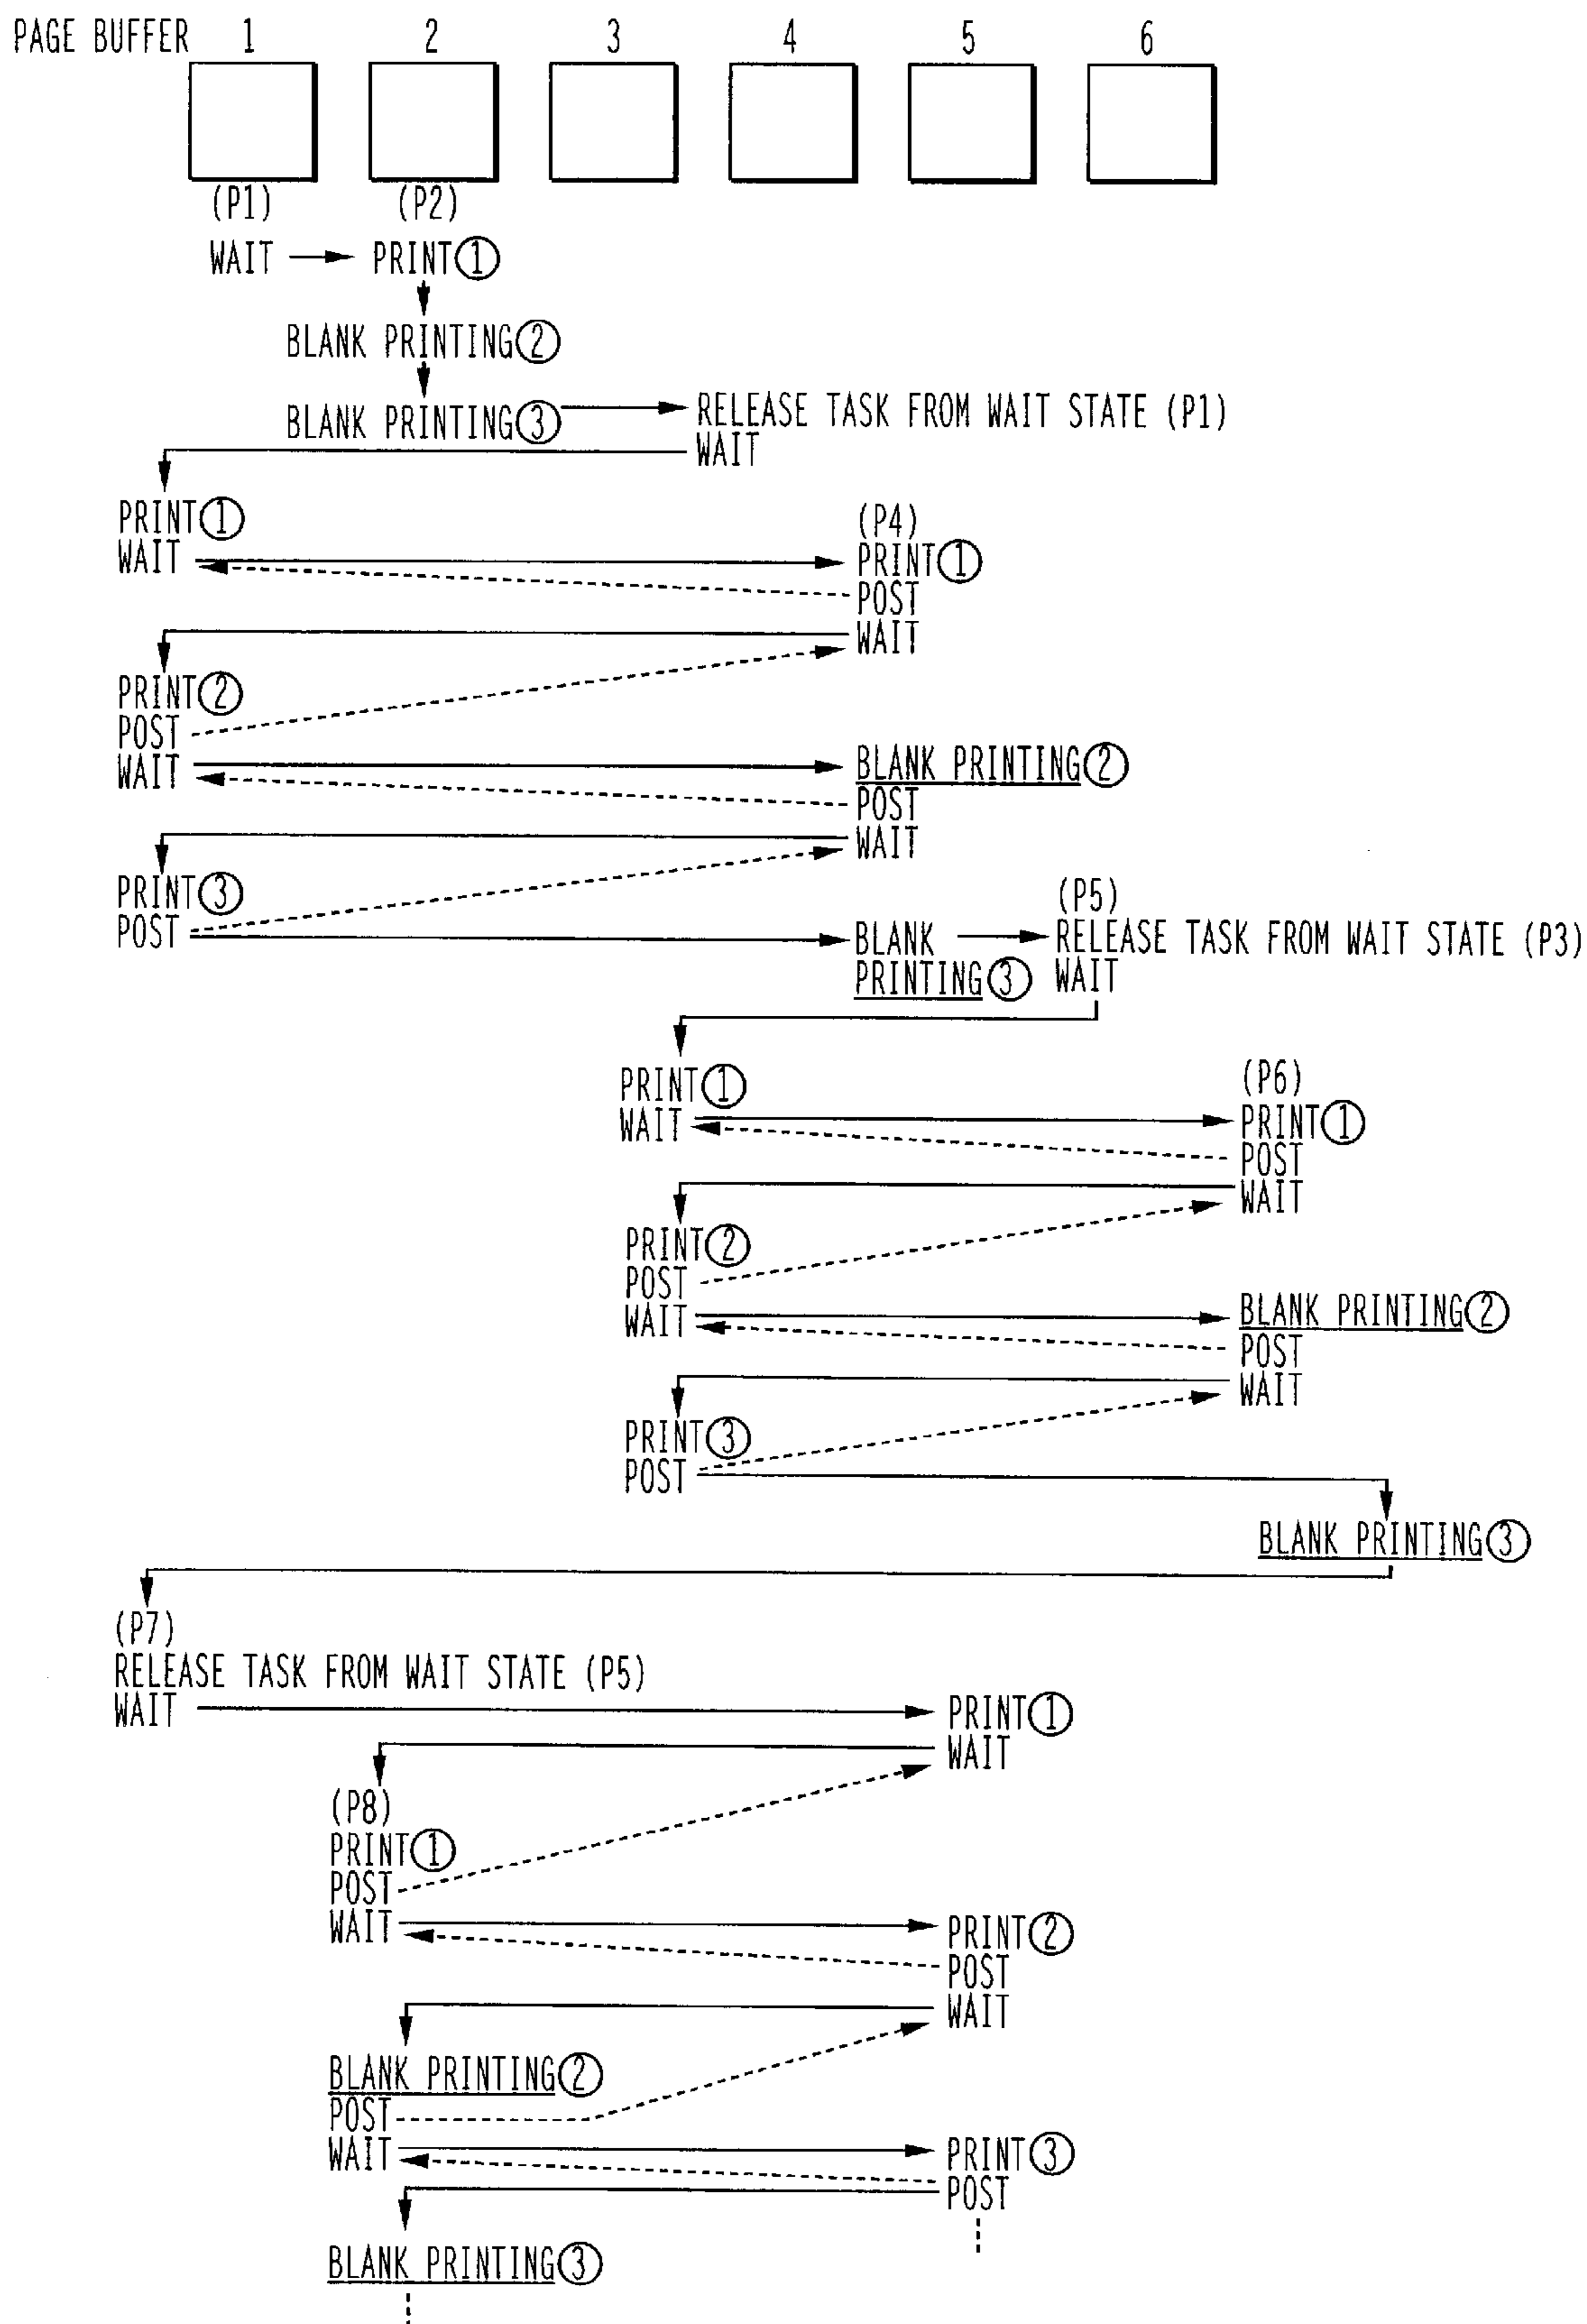 PAGE BUFFER 1 2 3 4 5 6
(P1) (P2)
WAIT PRINT①
BLANK PRINTING②
BLANK PRINTING③ RELEASE TASK FROM WAIT STATE (P1)
WAIT
PRINT① (P4)
WAIT PRINT①
POST
WAIT
PRINT②
POST
WAIT BLANK PRINTING②
POST
WAIT
PRINT③ (P5)
POST BLANK RELEASE TASK FROM WAIT STATE (P3)
PRINTING③ WAIT
PRINT① (P6)
WAIT PRINT①
POST
WAIT
PRINT②
POST
WAIT BLANK PRINTING②
POST
WAIT
PRINT③
POST
BLANK PRINTING③
(P7)
RELEASE TASK FROM WAIT STATE (P5)
WAIT PRINT①
WAIT
(P8)
PRINT①
POST
WAIT PRINT②
POST
WAIT
BLANK PRINTING②
POST
WAIT PRINT③
POST
BLANK PRINTING③